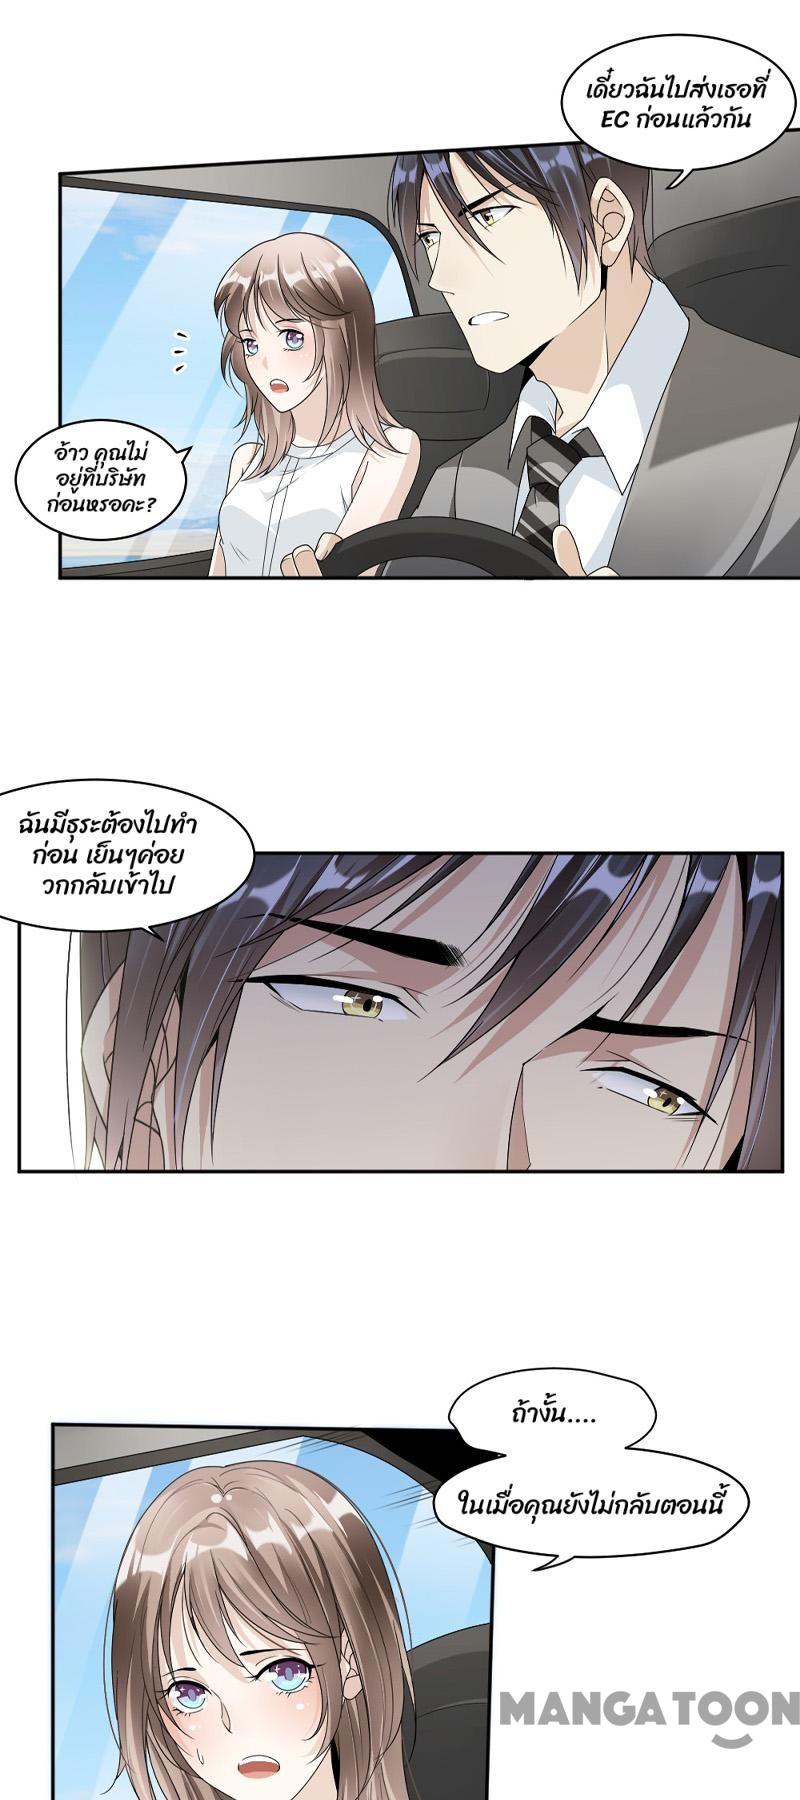 เดี๋ยวฉันไปส่งเธอที่
EC ก่อนแล้วกัน
อ้าว คุณไม่
อยู่ที่บริษัท
ก่อนหรอคะ?
ฉันมีธุระต้องไปทำ
ก่อน เย็นๆค่อย
วกกลับเข้าไป
ถ้างั้น....
ในเมื่อคุณยังไม่กลับตอนนี้
MANGATOON